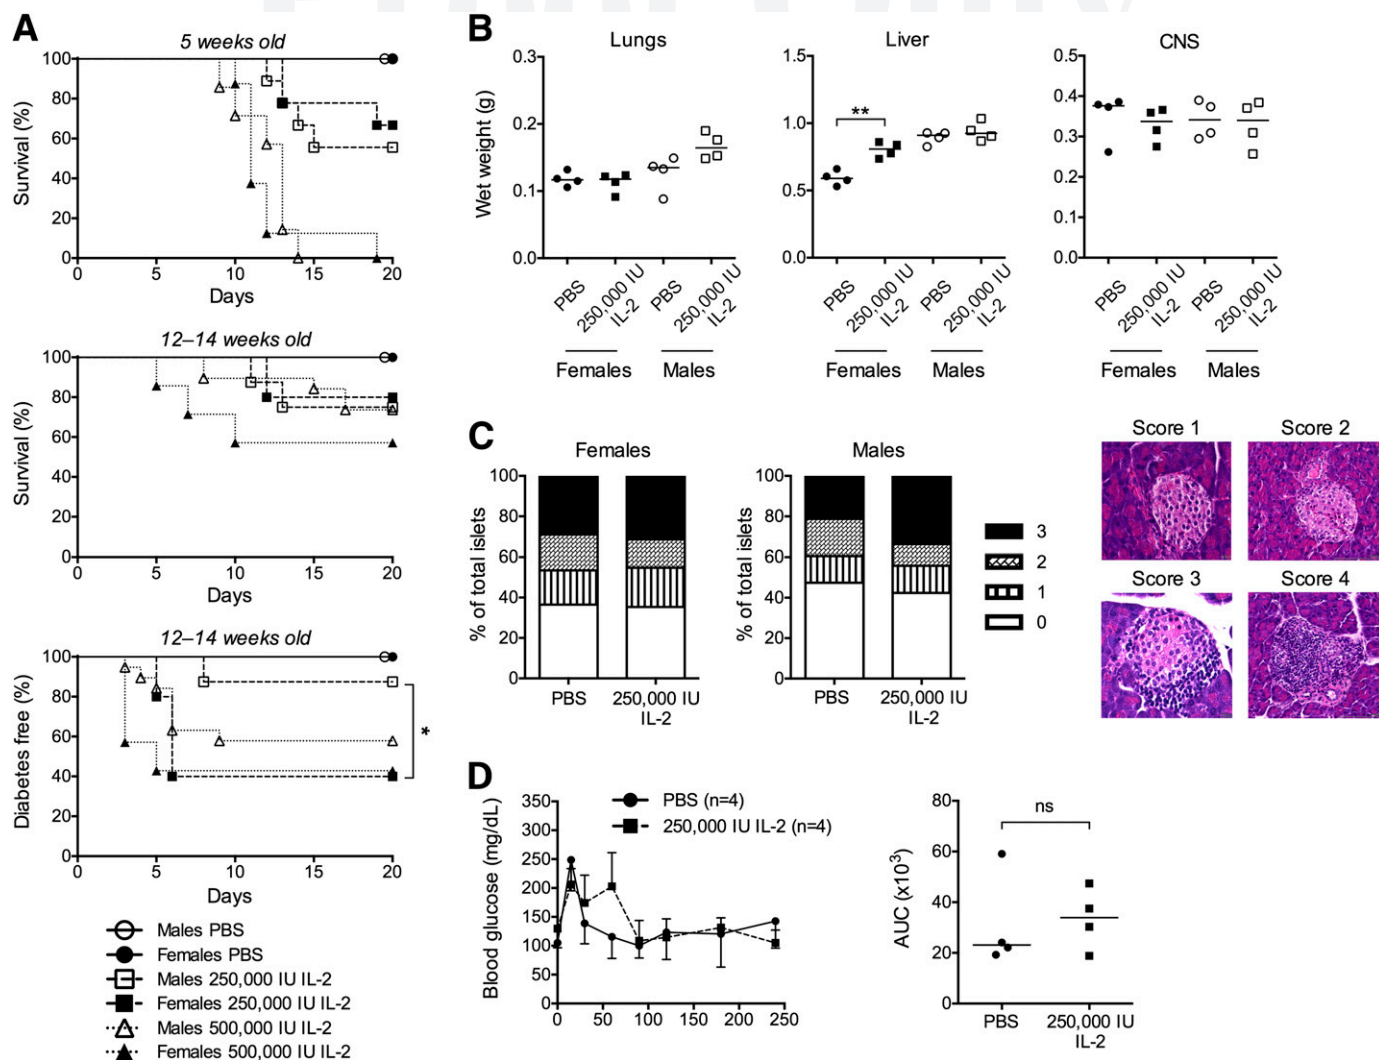 A
5 weeks old
Survival (%)
100
80
60
40
20
0
0 5 10 15 20
Days
12–14 weeks old
Survival (%)
100
80
60
40
20
0
0 5 10 15 20
Days
12–14 weeks old
Diabetes free (%)
100
80
60
40
20
0
*
0 5 10 15 20
Days
Males PBS
Females PBS
Males 250,000 IU IL-2
Females 250,000 IU IL-2
Males 500,000 IU IL-2
Females 500,000 IU IL-2
B
Lungs
Wet weight (g)
0.3
0.2
0.1
0.0
PBS
250,000 IU
IL-2
PBS
250,000 IU
IL-2
Females Males
Liver
1.5
1.0
0.5
0.0
**
PBS
250,000 IU
IL-2
PBS
250,000 IU
IL-2
Females Males
CNS
0.5
0.4
0.3
0.2
0.1
0.0
PBS
250,000 IU
IL-2
PBS
250,000 IU
IL-2
Females Males
C
Females
% of total islets
100
80
60
40
20
0
PBS 250,000 IU
IL-2
Males
% of total islets
100
80
60
40
20
0
PBS 250,000 IU
IL-2
3
2
1
0
Score 1 Score 2
Score 3 Score 4
D
PBS (n=4)
250,000 IU IL-2 (n=4)
Blood glucose (mg/dL)
350
300
250
200
150
100
50
0
0 50 100 150 200 250
AUC (x10³)
80
60
40
20
0
ns
PBS 250,000 IU
IL-2